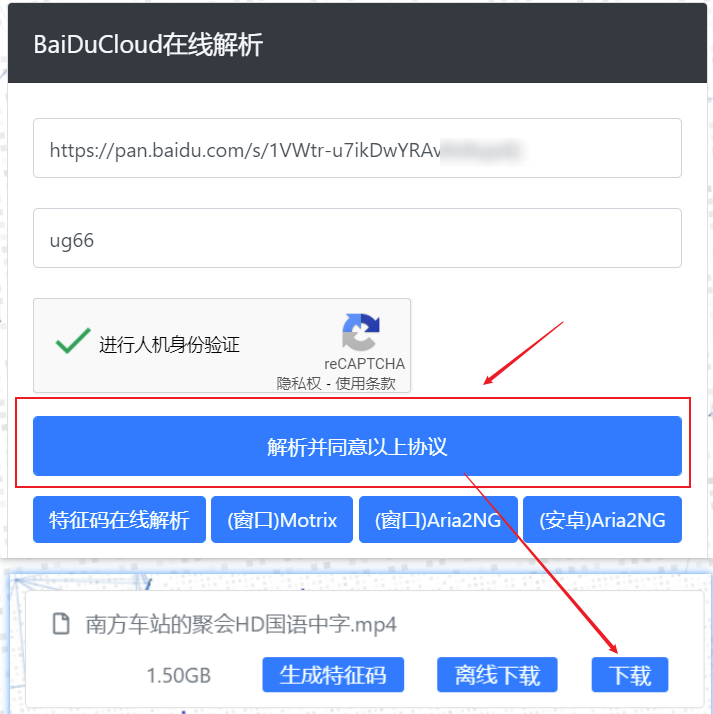 BaiDuCloud在线解析
https://pan.baidu.com/s/1VWtr-u7ikDwYRAv
ug66
进行人机身份验证
reCAPTCHA
隐私权 - 使用条款
解析并同意以上协议
特征码在线解析 (窗口)Motrix (窗口)Aria2NG (安卓)Aria2NG
南方车站的聚会HD国语中字.mp4
1.50GB 生成特征码 离线下载 下载